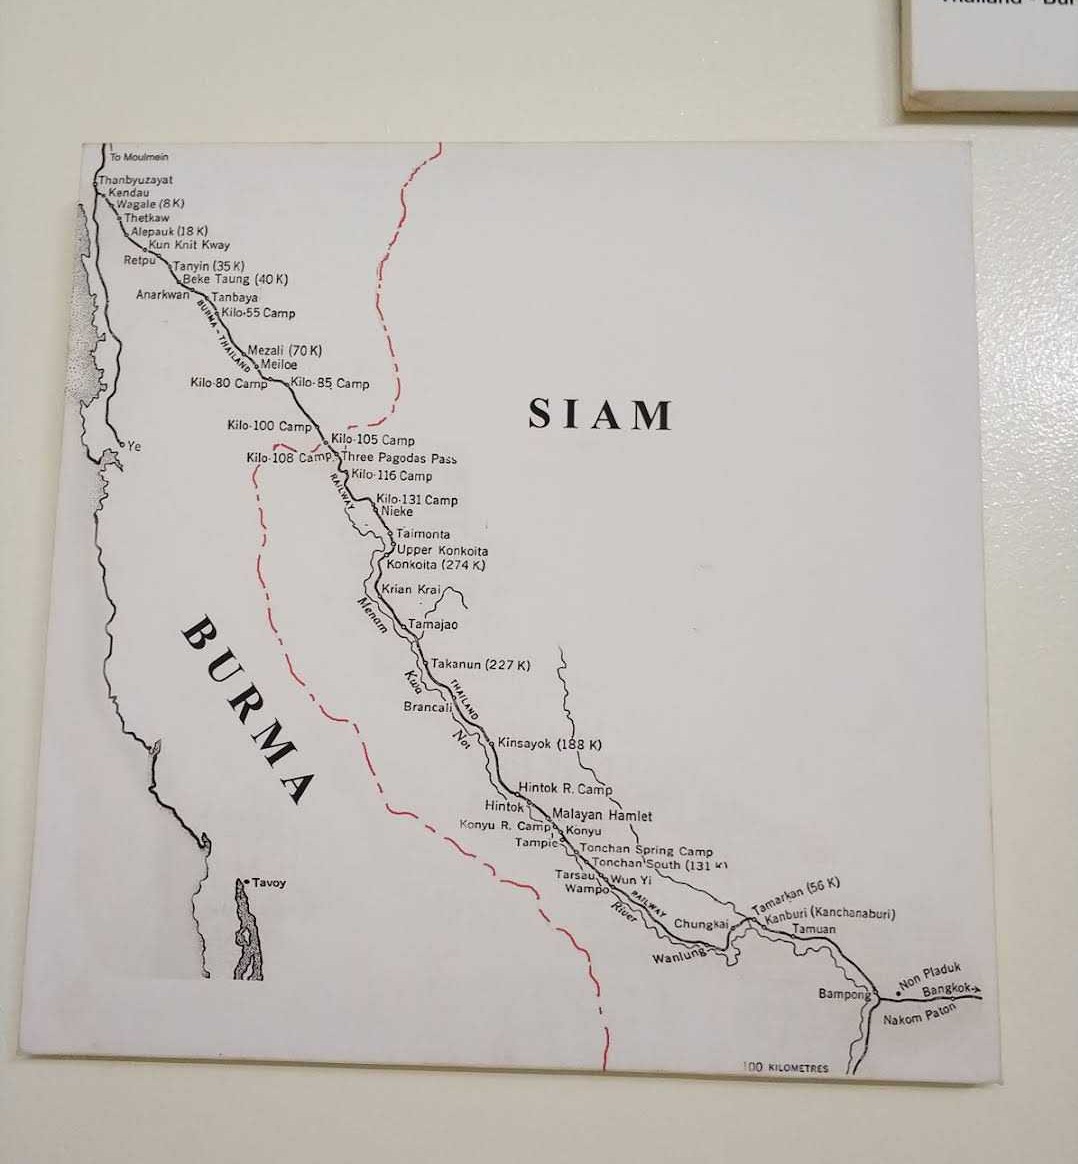 To Moulmein
Thanbyuzayat
Kendau
Wagale (8 K)
Thetkaw
Alepauk (18 K)
Kun Knit Kway
Retpu
Tanyin (35 K)
Beke Taung (40 K)
Anarkwan
Tanbaya
Kilo-55 Camp
BURMA - THAILAND
Mezali (70 K)
Meiloe
Kilo-80 Camp
Kilo-85 Camp
SIAM
Kilo-100 Camp
Kilo-105 Camp
Ye
Kilo-108 Camp
Three Pagodas Pass
Kilo-116 Camp
RAILWAY
Kilo-131 Camp
Nieke
Taimonta
Upper Konkoita
Konkoita (274 K)
Krian Krai
Menam
Tamajao
BURMA
Takanun (227 K)
Kwa
THAILAND
Brancali
Noi
Kinsayok (188 K)
Hintok R. Camp
Hintok
Malayan Hamlet
Konyu R. Camp
Konyu
Tampie
Tonchan Spring Camp
Tonchan South (131 K)
Tarsau
Wun Yi
Wampo
RAILWAY
River
Tavoy
Tamarkan (56 K)
Chungkai
Kanburi (Kanchanaburi)
Tamuan
Wanlung
Non Pladuk
Bampong
Bangkok
Nakom Paton
100 KILOMETRES